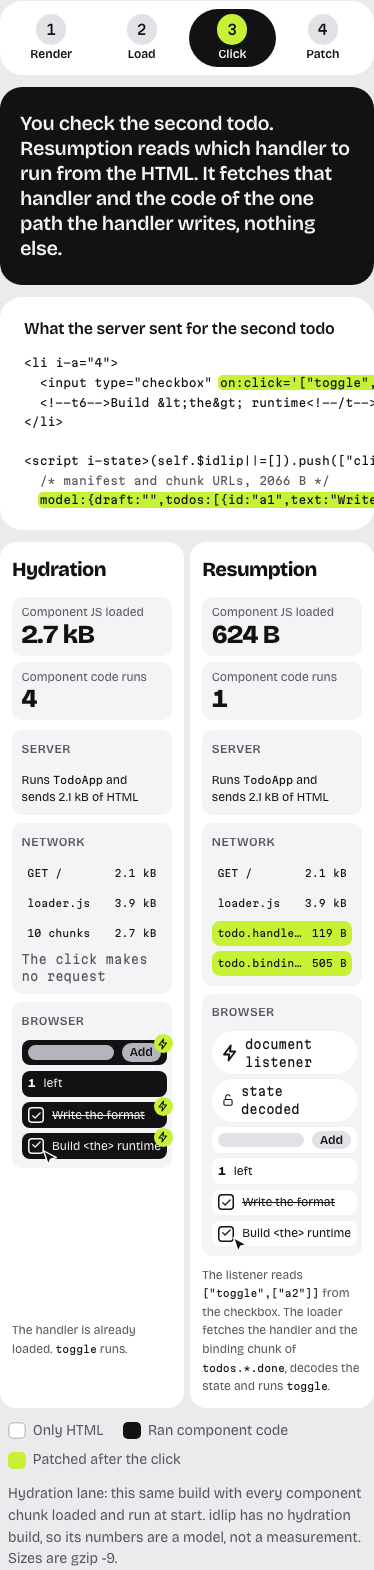 1
Render
2
Load
3
Click
4
Patch
You check the second todo.
Resumption reads which handler to
run from the HTML. It fetches that
handler and the code of the one
path the handler writes, nothing
else.
What the server sent for the second todo
<li i-a="4">
<input type="checkbox" on:click='["toggle",
<!--t6-->Build &lt;the&gt; runtime<!--/t-->
</li>
<script i-state>(self.$idlip||=[]).push(["cli
/* manifest and chunk URLs, 2066 B */
model:{draft:"",todos:[{id:"a1",text:"Write
Hydration
Component JS loaded
2.7 kB
Component code runs
4
SERVER
Runs TodoApp and
sends 2.1 kB of HTML
NETWORK
GET / 2.1 kB
loader.js 3.9 kB
10 chunks 2.7 kB
The click makes
no request
BROWSER
Add
1 left
Write the format
Build <the> runtime
The handler is already
loaded. toggle runs.
Resumption
Component JS loaded
624 B
Component code runs
1
SERVER
Runs TodoApp and
sends 2.1 kB of HTML
NETWORK
GET / 2.1 kB
loader.js 3.9 kB
todo.handle… 119 B
todo.bindin… 505 B
BROWSER
document
listener
state
decoded
Add
1 left
Write the format
Build <the> runtime
The listener reads
["toggle",["a2"]] from
the checkbox. The loader
fetches the handler and the
binding chunk of
todos.*.done, decodes the
state and runs toggle.
Only HTML
Ran component code
Patched after the click
Hydration lane: this same build with every component
chunk loaded and run at start. idlip has no hydration
build, so its numbers are a model, not a measurement.
Sizes are gzip -9.